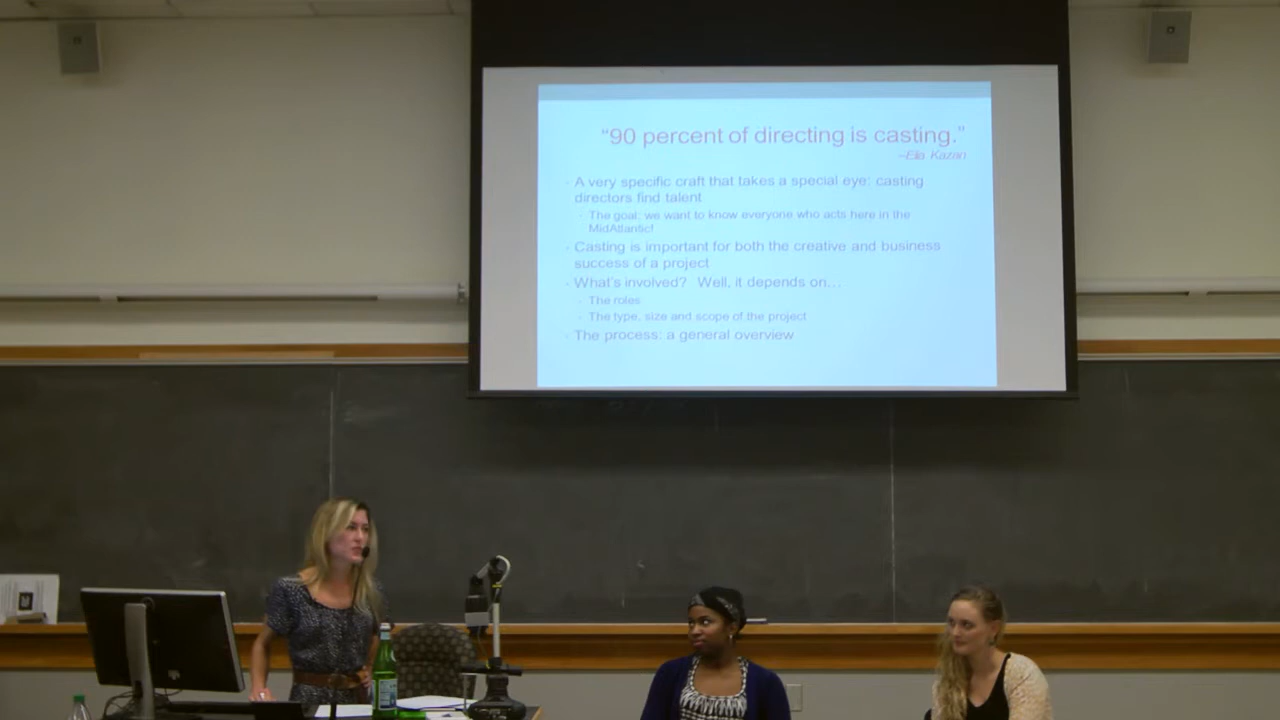 “90 percent of directing is casting.”
–Elia Kazan
· A very specific craft that takes a special eye: casting
directors find talent
· The goal: we want to know everyone who acts here in the
MidAtlantic!
· Casting is important for both the creative and business
success of a project
· What's involved? Well, it depends on…
· The roles
· The type, size and scope of the project
· The process: a general overview